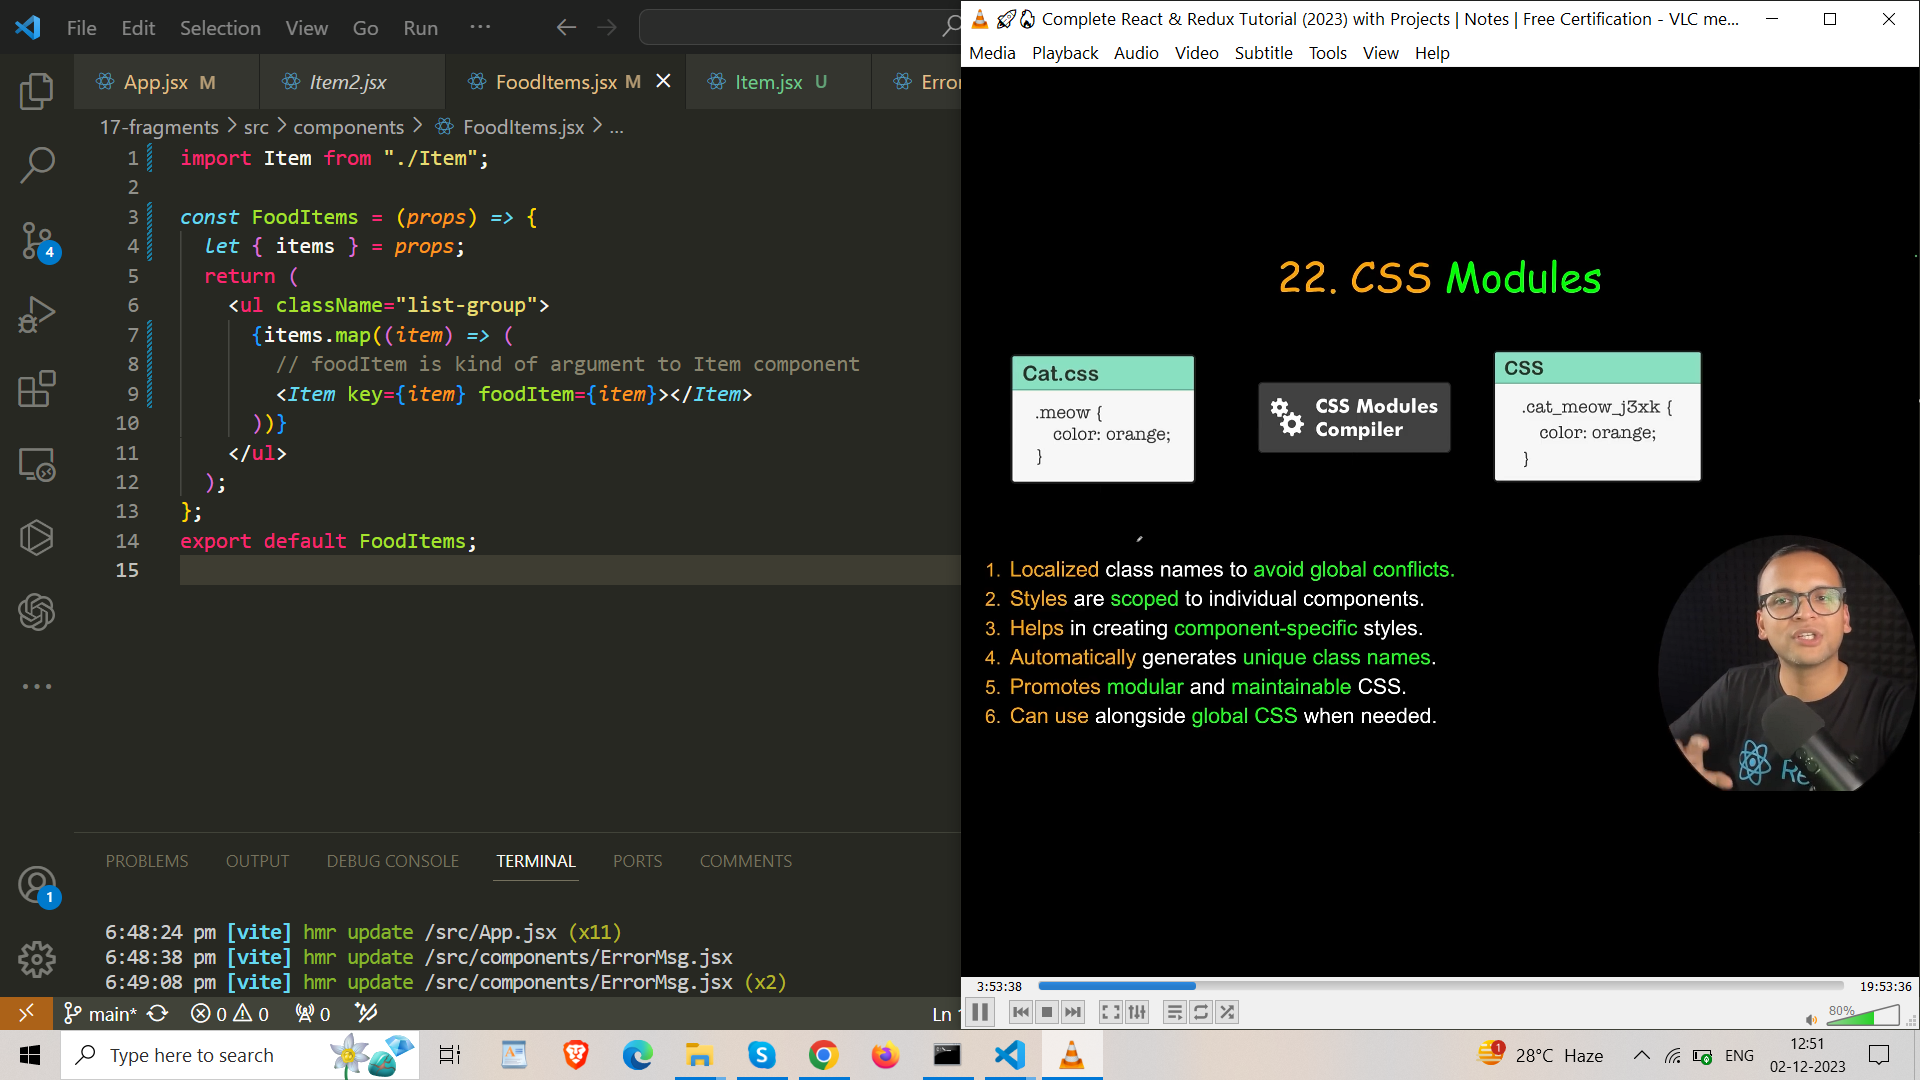 File Edit Selection View Go Run ...
App.jsx M
Item2.jsx
FoodItems.jsx M
Item.jsx U
Erro
17-fragments > src > components > FoodItems.jsx > ...
1 import Item from "./Item";
2
3 const FoodItems = (props) => {
4 let { items } = props;
5 return (
6 <ul className="list-group">
7 {items.map((item) => (
8 // foodItem is kind of argument to Item component
9 <Item key={item} foodItem={item}></Item>
10 ))}
11 </ul>
12 );
13 };
14 export default FoodItems;
15
4
1
PROBLEMS OUTPUT DEBUG CONSOLE TERMINAL PORTS COMMENTS
6:48:24 pm [vite] hmr update /src/App.jsx (x11)
6:48:38 pm [vite] hmr update /src/components/ErrorMsg.jsx
6:49:08 pm [vite] hmr update /src/components/ErrorMsg.jsx (x2)
main* 0 0 0 Ln
Complete React & Redux Tutorial (2023) with Projects | Notes | Free Certification - VLC me...
Media Playback Audio Video Subtitle Tools View Help
22. CSS Modules
Cat.css
.meow {
color: orange;
}
CSS Modules
Compiler
CSS
.cat_meow_j3xk {
color: orange;
}
1. Localized class names to avoid global conflicts.
2. Styles are scoped to individual components.
3. Helps in creating component-specific styles.
4. Automatically generates unique class names.
5. Promotes modular and maintainable CSS.
6. Can use alongside global CSS when needed.
Re
3:53:38
19:53:36
80%
Type here to search
1
28°C Haze
ENG
12:51
02-12-2023